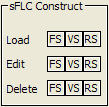 sFLC Construct
Load FS VS RS
Edit FS VS RS
Delete FS VS RS